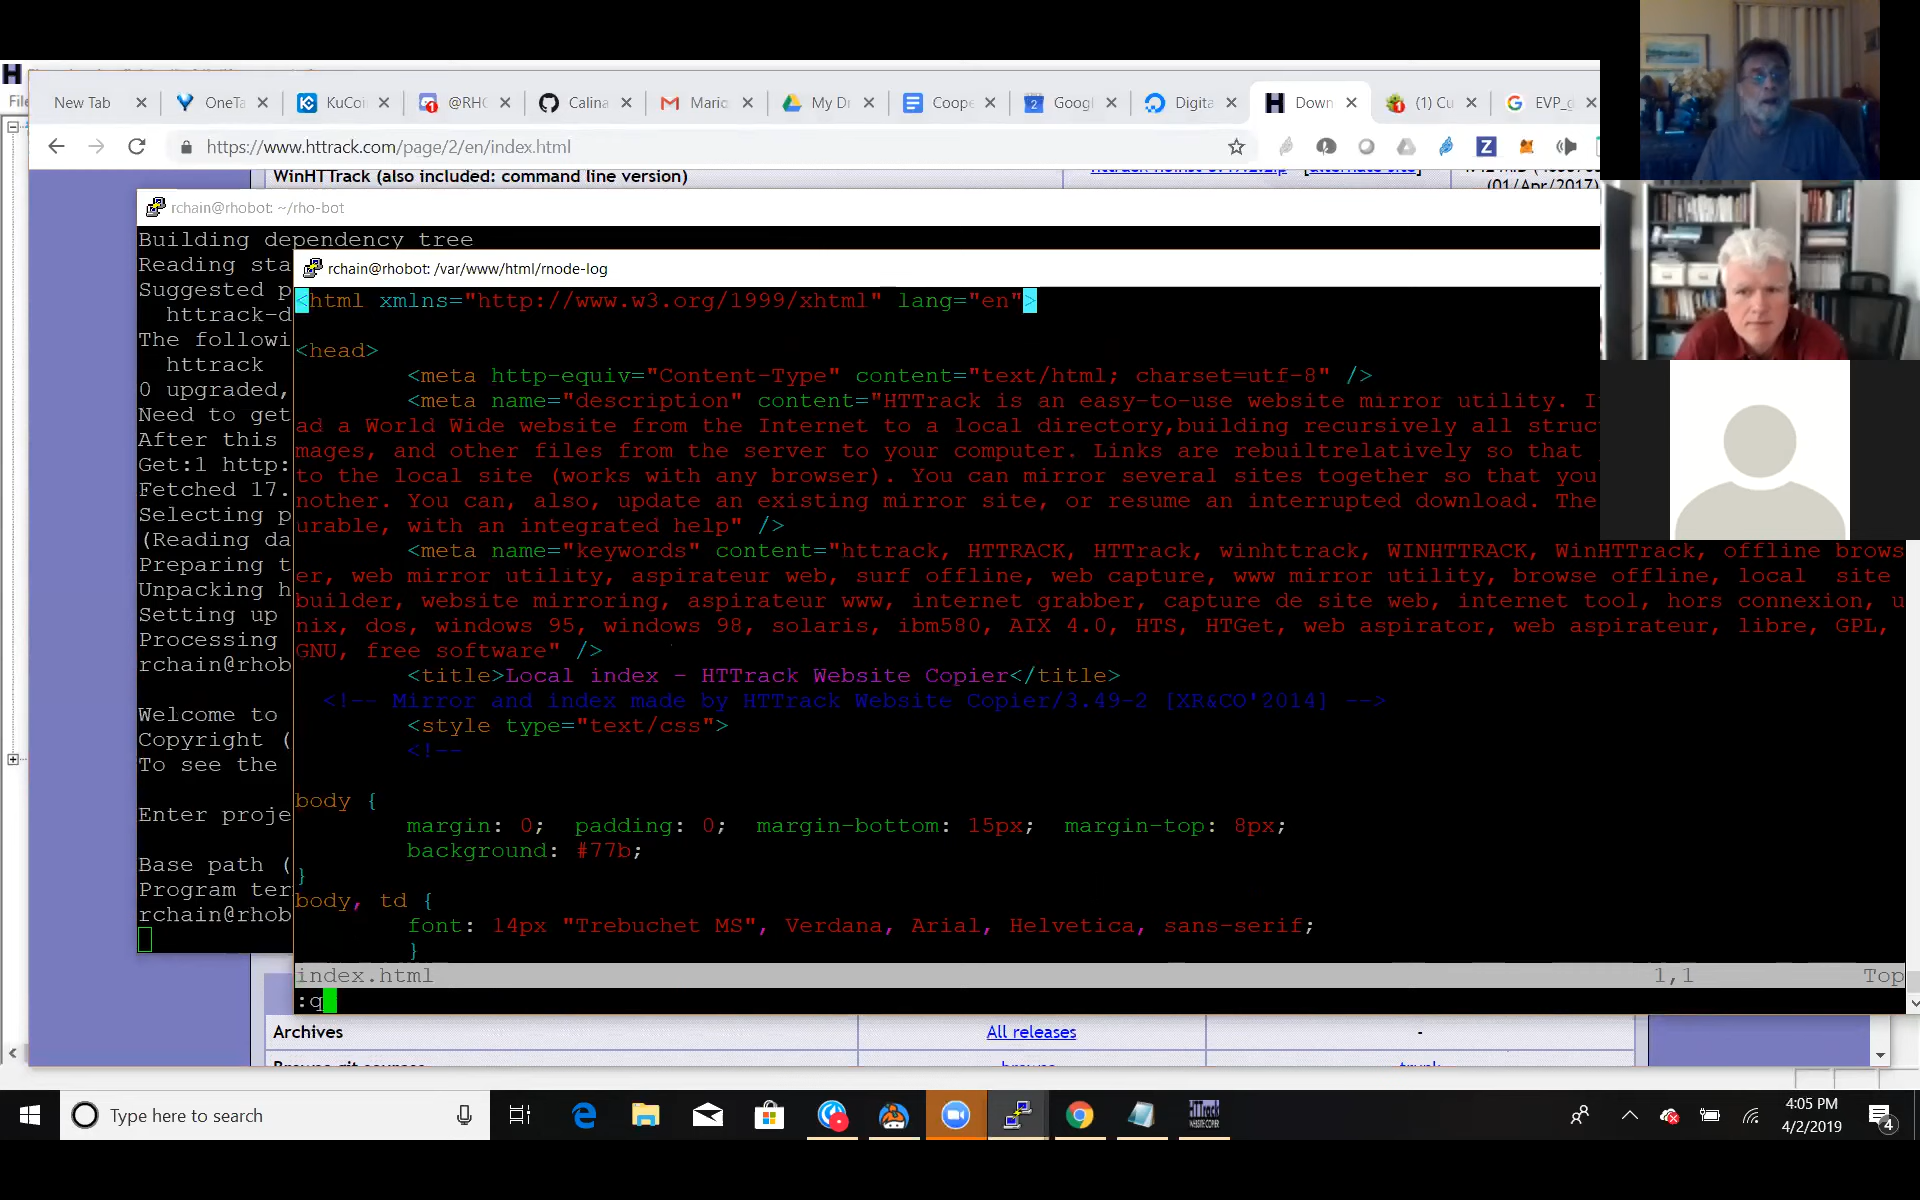 New Tab
OneTa
KuCoi
@RHC
Calina
Mario
My Dr
Coope
Googl
Digita
Down
(1) Cu
EVP_g
https://www.httrack.com/page/2/en/index.html
WinHTTrack (also included: command line version)
[alternate site]
(01/Apr/2017)
File
rchain@rhobot: ~/rho-bot
Building dependency tree
Reading sta
Suggested p
httrack-d
The followi
httrack
0 upgraded,
Need to get
After this
Get:1 http:
Fetched 17.
Selecting p
(Reading da
Preparing t
Unpacking h
Setting up
Processing
rchain@rhob
Welcome to
Copyright (
To see the
Enter proje
Base path (
Program ter
rchain@rhob
rchain@rhobot: /var/www/html/rnode-log
<html xmlns="http://www.w3.org/1999/xhtml" lang="en">
<head>
<meta http-equiv="Content-Type" content="text/html; charset=utf-8" />
<meta name="description" content="HTTrack is an easy-to-use website mirror utility. I
ad a World Wide website from the Internet to a local directory,building recursively all struc
mages, and other files from the server to your computer. Links are rebuiltrelatively so that
to the local site (works with any browser). You can mirror several sites together so that you
nother. You can, also, update an existing mirror site, or resume an interrupted download. The
urable, with an integrated help" />
<meta name="keywords" content="httrack, HTTRACK, HTTrack, winhttrack, WINHTTRACK, WinHTTrack, offline brows
er, web mirror utility, aspirateur web, surf offline, web capture, www mirror utility, browse offline, local  site
builder, website mirroring, aspirateur www, internet grabber, capture de site web, internet tool, hors connexion, u
nix, dos, windows 95, windows 98, solaris, ibm580, AIX 4.0, HTS, HTGet, web aspirator, web aspirateur, libre, GPL,
GNU, free software" />
<title>Local index - HTTrack Website Copier</title>
<!-- Mirror and index made by HTTrack Website Copier/3.49-2 [XR&CO'2014] -->
<style type="text/css">
<!--
body {
margin: 0;  padding: 0;  margin-bottom: 15px;  margin-top: 8px;
background: #77b;
}
body, td {
font: 14px "Trebuchet MS", Verdana, Arial, Helvetica, sans-serif;
}
index.html 1,1 Top
:q
Archives All releases -
Browse git sources browse trunk
Type here to search
HTTrack
WEBSITE COPIER
4:05 PM
4/2/2019
4